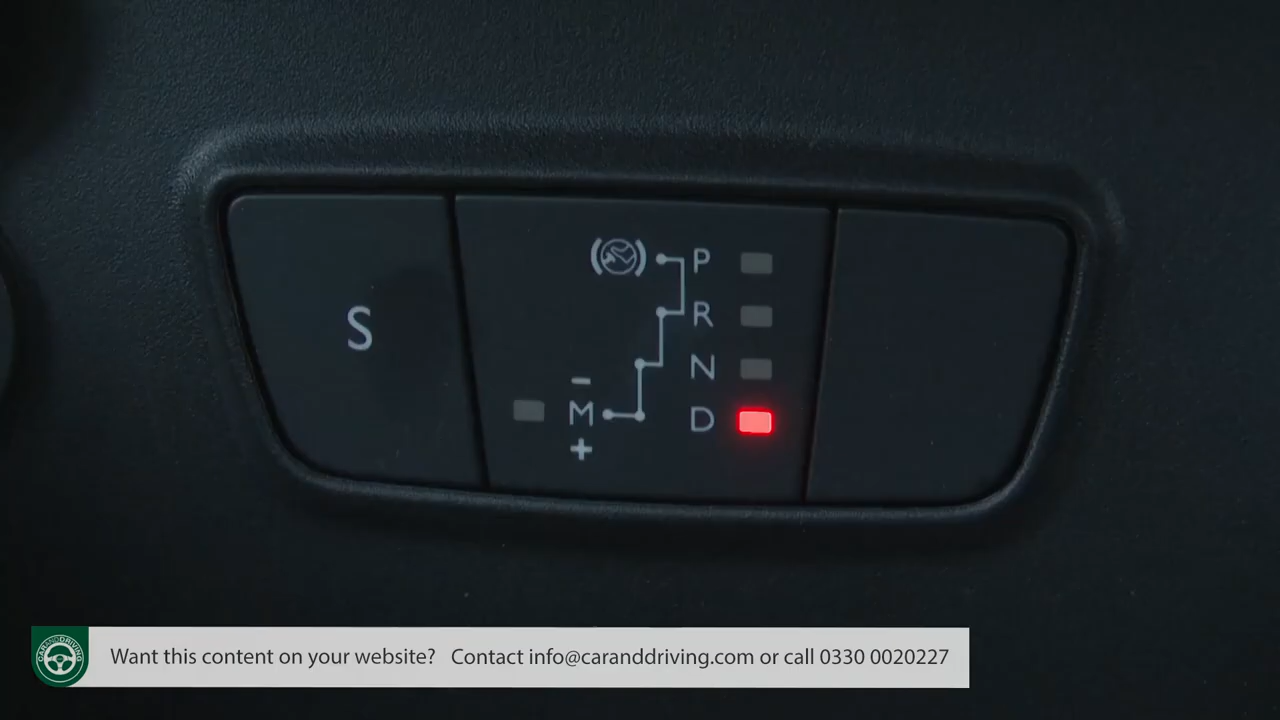 P
R
S
N
-
M
D
+
CARANDDRIVING
Want this content on your website? Contact info@caranddriving.com or call 0330 0020227